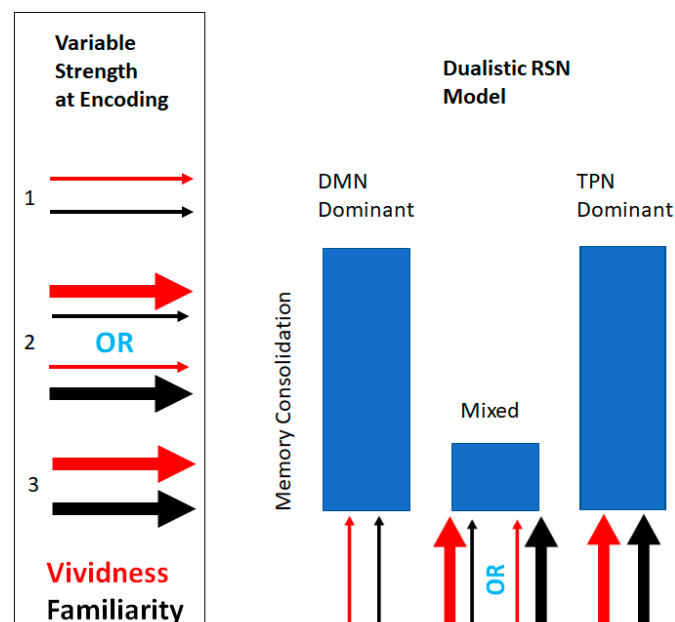 Variable
Strength
at Encoding
1
2
OR
3
Vividness
Familiarity
Dualistic RSN
Model
DMN
Dominant
TPN
Dominant
Mixed
Memory Consolidation
OR